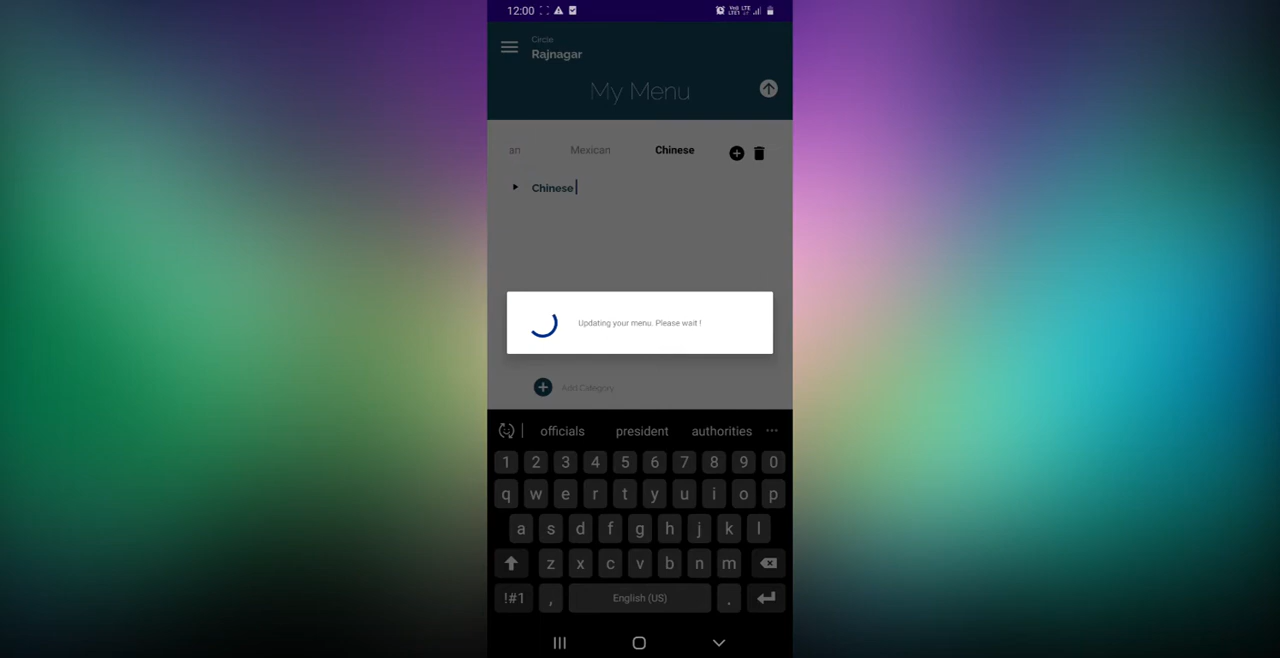 12:00
Circle
Rajnagar
My Menu
an Mexican Chinese
Chinese
Updating your menu. Please wait !
Add Category
officials president authorities
1 2 3 4 5 6 7 8 9 0
q w e r t y u i o p
a s d f g h j k l
z x c v b n m
!#1 , English (US) .